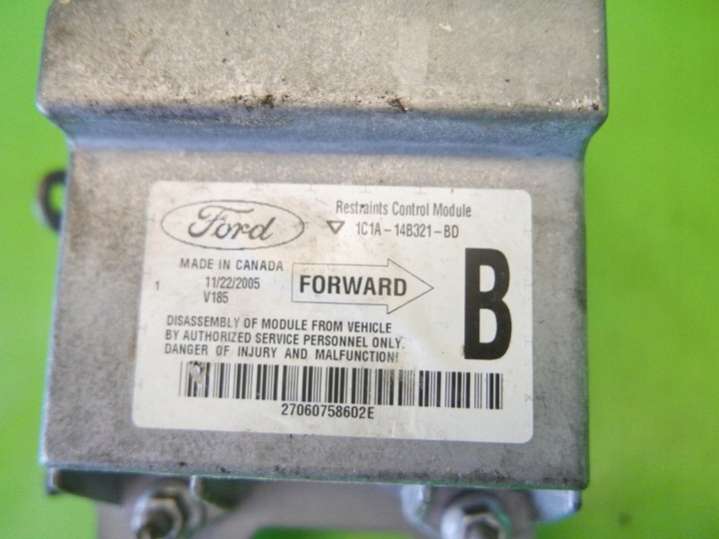 Ford
Restraints Control Module
1C1A-14B321-BD
MADE IN CANADA
1
11/22/2005
V185
FORWARD
B
DISASSEMBLY OF MODULE FROM VEHICLE
BY AUTHORIZED SERVICE PERSONNEL ONLY.
DANGER OF INJURY AND MALFUNCTION!
27060758602E